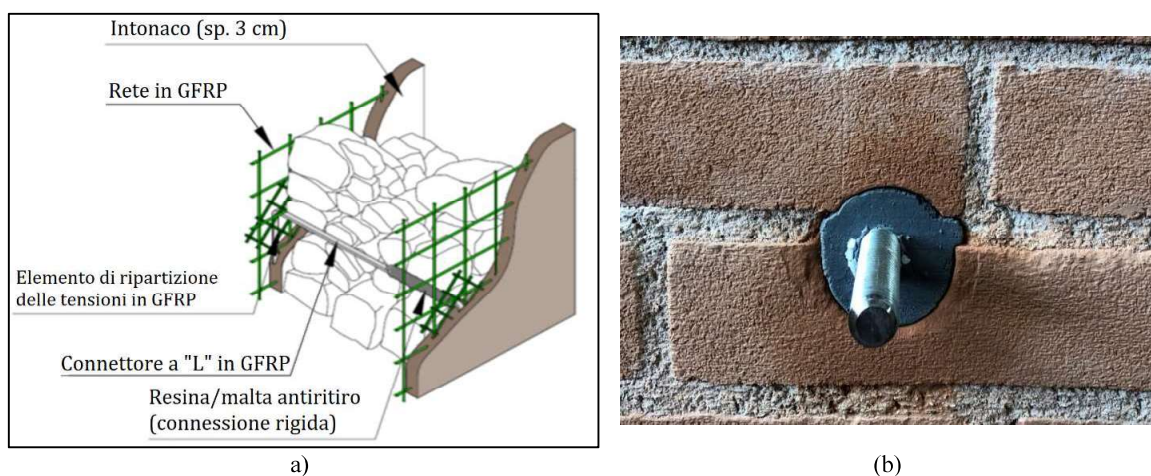 Intonaco (sp. 3 cm)
Rete in GFRP
Elemento di ripartizione
delle tensioni in GFRP
Connettore a "L" in GFRP
Resina/malta antiritiro
(connessione rigida)
a)
(b)